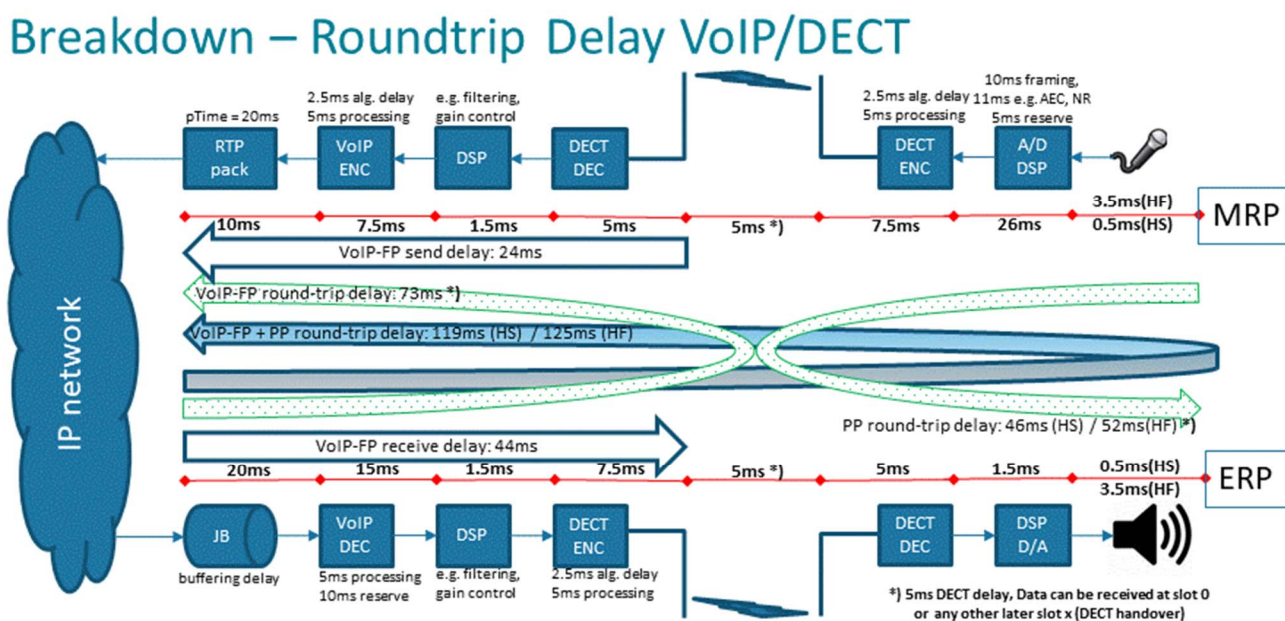 Breakdown – Roundtrip Delay VoIP/DECT
pTime = 20ms
2.5ms alg. delay
5ms processing
e.g. filtering,
gain control
2.5ms alg. delay
5ms processing
10ms framing,
11ms e.g. AEC, NR
5ms reserve
RTP
pack
VoIP
ENC
DSP
DECT
DEC
DECT
ENC
A/D
DSP
10ms
7.5ms
1.5ms
5ms
5ms *)
7.5ms
26ms
3.5ms(HF)
0.5ms(HS)
MRP
IP network
VoIP-FP send delay: 24ms
VoIP-FP round-trip delay: 73ms *)
VoIP-FP + PP round-trip delay: 119ms (HS) / 125ms (HF)
PP round-trip delay: 46ms (HS) / 52ms(HF) *)
VoIP-FP receive delay: 44ms
20ms
15ms
1.5ms
7.5ms
5ms *)
5ms
1.5ms
0.5ms(HS)
3.5ms(HF)
ERP
JB
VoIP
DEC
DSP
DECT
ENC
DECT
DEC
DSP
D/A
buffering delay
5ms processing
10ms reserve
e.g. filtering,
gain control
2.5ms alg. delay
5ms processing
*) 5ms DECT delay, Data can be received at slot 0
or any other later slot x (DECT handover)